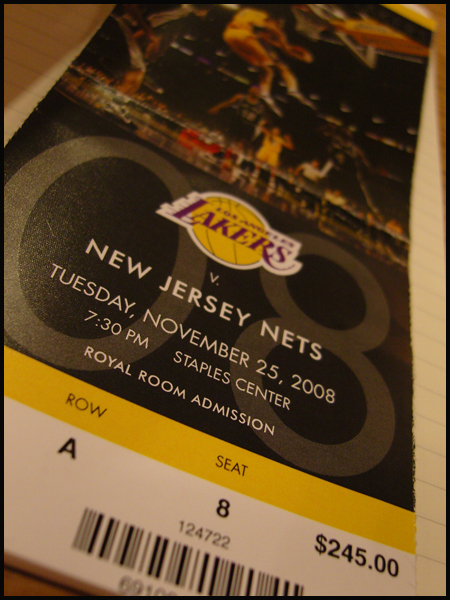 LOS ANGELES
LAKERS
V.
NEW JERSEY NETS
TUESDAY, NOVEMBER 25, 2008
7:30 PM STAPLES CENTER
ROYAL ROOM ADMISSION
08
ROW SEAT
A 8 $245.00
124722